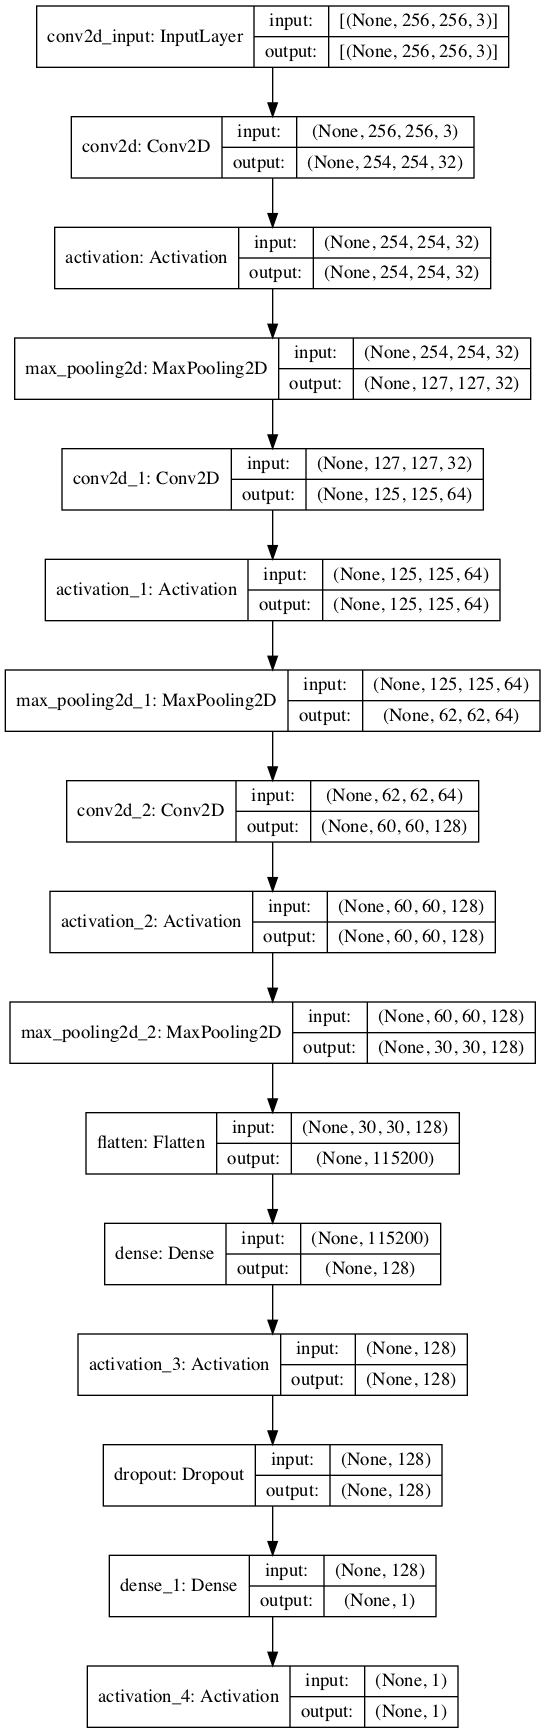 conv2d_input: InputLayer
input: [(None, 256, 256, 3)]
output: [(None, 256, 256, 3)]
conv2d: Conv2D
input: (None, 256, 256, 3)
output: (None, 254, 254, 32)
activation: Activation
input: (None, 254, 254, 32)
output: (None, 254, 254, 32)
max_pooling2d: MaxPooling2D
input: (None, 254, 254, 32)
output: (None, 127, 127, 32)
conv2d_1: Conv2D
input: (None, 127, 127, 32)
output: (None, 125, 125, 64)
activation_1: Activation
input: (None, 125, 125, 64)
output: (None, 125, 125, 64)
max_pooling2d_1: MaxPooling2D
input: (None, 125, 125, 64)
output: (None, 62, 62, 64)
conv2d_2: Conv2D
input: (None, 62, 62, 64)
output: (None, 60, 60, 128)
activation_2: Activation
input: (None, 60, 60, 128)
output: (None, 60, 60, 128)
max_pooling2d_2: MaxPooling2D
input: (None, 60, 60, 128)
output: (None, 30, 30, 128)
flatten: Flatten
input: (None, 30, 30, 128)
output: (None, 115200)
dense: Dense
input: (None, 115200)
output: (None, 128)
activation_3: Activation
input: (None, 128)
output: (None, 128)
dropout: Dropout
input: (None, 128)
output: (None, 128)
dense_1: Dense
input: (None, 128)
output: (None, 1)
activation_4: Activation
input: (None, 1)
output: (None, 1)